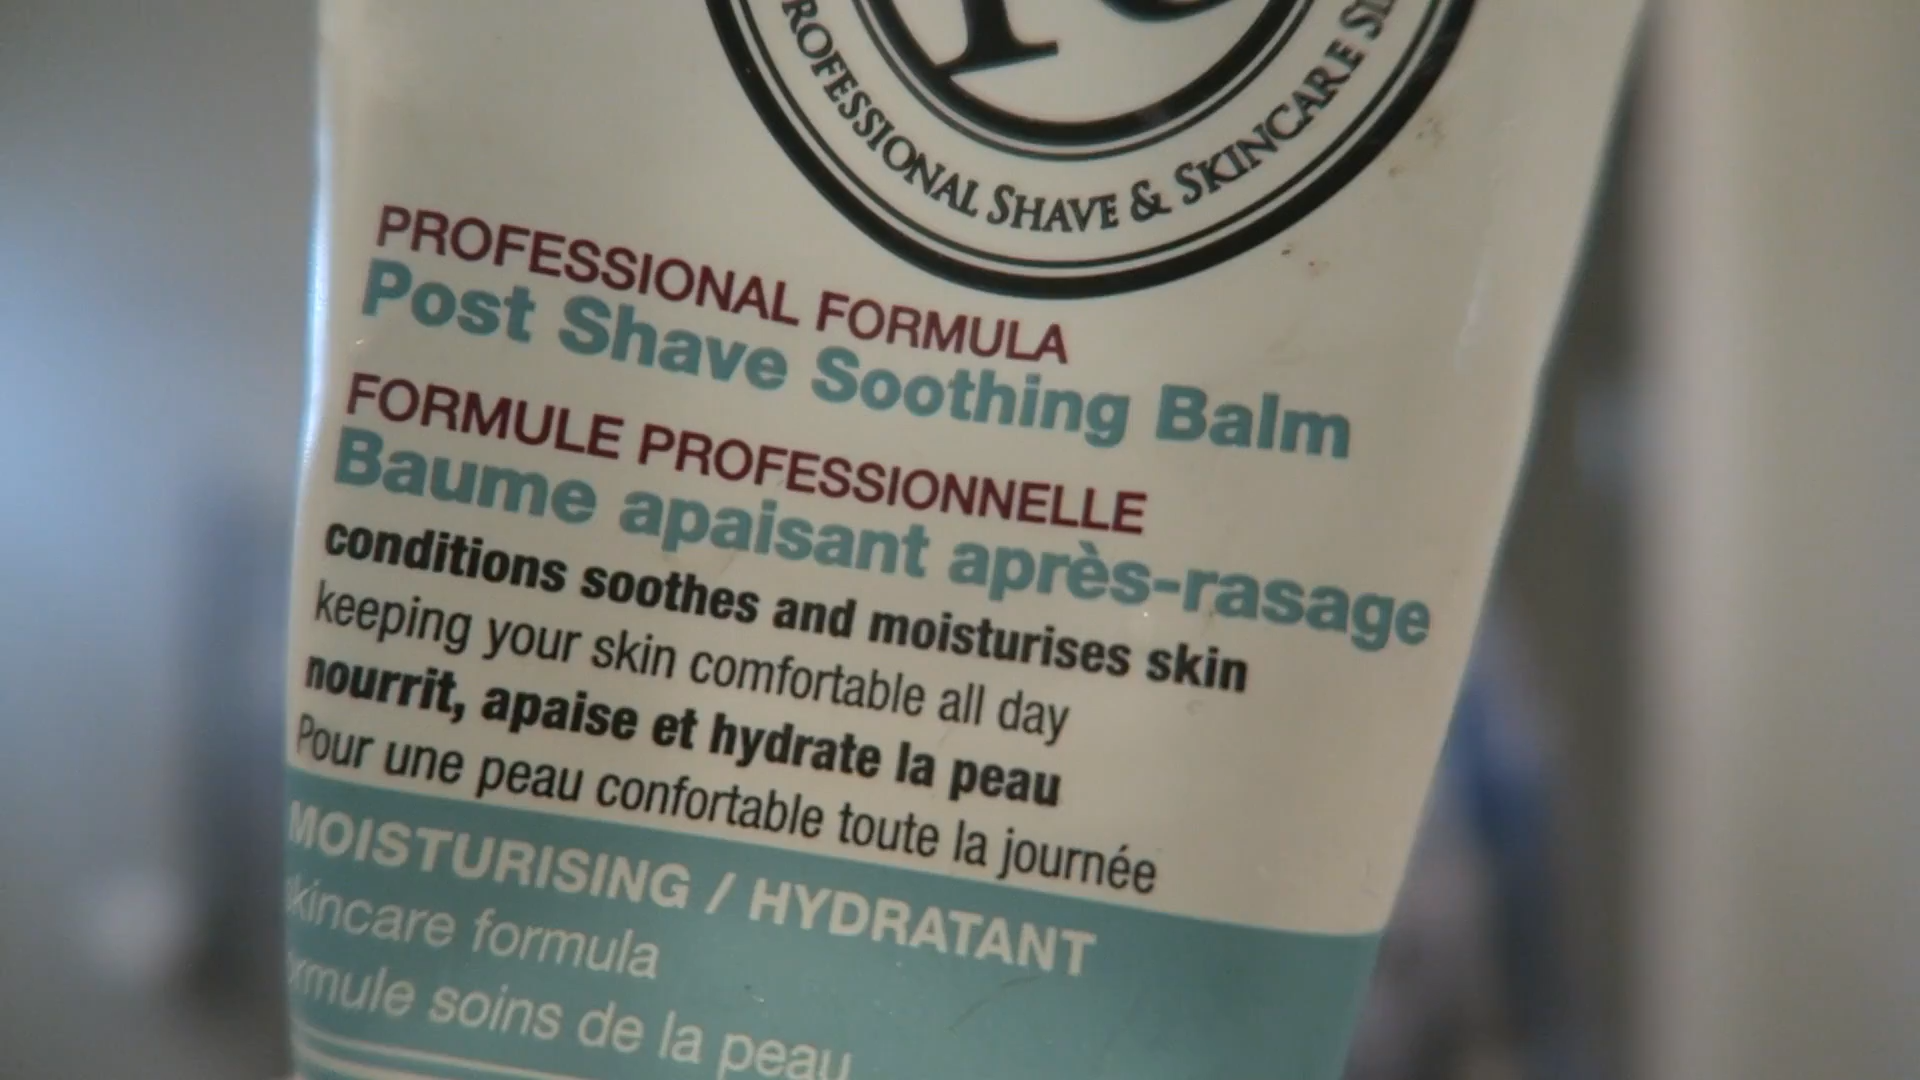 PROFESSIONAL SHAVE & SKINCARE
PROFESSIONAL FORMULA
Post Shave Soothing Balm
FORMULE PROFESSIONNELLE
Baume apaisant après-rasage
conditions soothes and moisturises skin
keeping your skin comfortable all day
nourrit, apaise et hydrate la peau
Pour une peau confortable toute la journée
MOISTURISING / HYDRATANT
skincare formula
formule soins de la peau